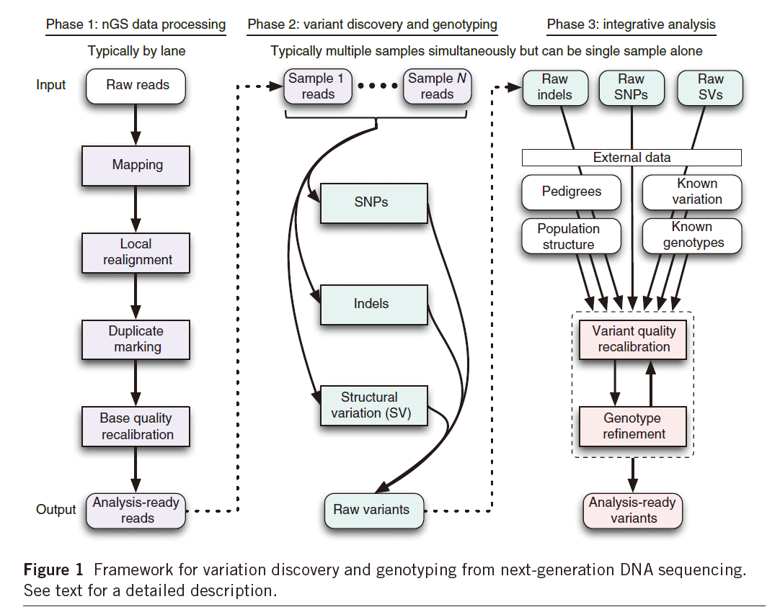 Phase 1: nGS data processing
Typically by lane
Input
Raw reads
Mapping
Local
realignment
Duplicate
marking
Base quality
recalibration
Output
Analysis-ready
reads
Phase 2: variant discovery and genotyping
Typically multiple samples simultaneously but can be single sample alone
Sample 1
reads
Sample N
reads
SNPs
Indels
Structural
variation (SV)
Raw variants
Phase 3: integrative analysis
Raw
indels
Raw
SNPs
Raw
SVs
External data
Pedigrees
Known
variation
Population
structure
Known
genotypes
Variant quality
recalibration
Genotype
refinement
Analysis-ready
variants
Figure 1 Framework for variation discovery and genotyping from next-generation DNA sequencing.
See text for a detailed description.